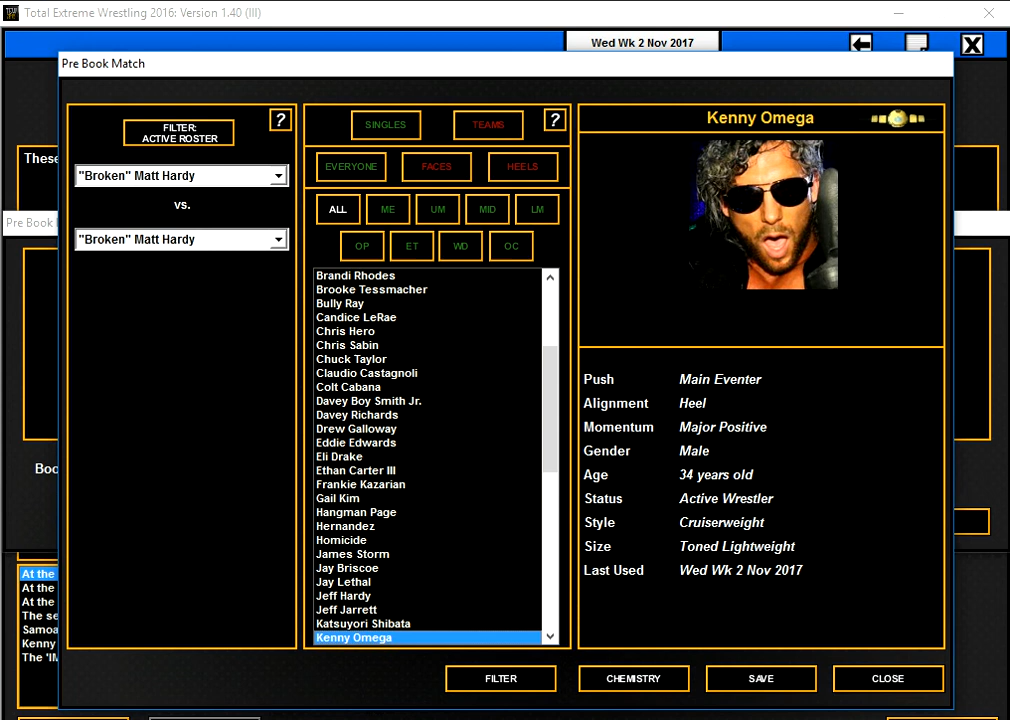 Total Extreme Wrestling 2016: Version 1.40 (III)
Wed Wk 2 Nov 2017
Pre Book Match
FILTER:
ACTIVE ROSTER
?
"Broken" Matt Hardy
vs.
"Broken" Matt Hardy
SINGLES
TEAMS
?
EVERYONE
FACES
HEELS
ALL
ME
UM
MID
LM
OP
ET
WD
OC
Brandi Rhodes
Brooke Tessmacher
Bully Ray
Candice LeRae
Chris Hero
Chris Sabin
Chuck Taylor
Claudio Castagnoli
Colt Cabana
Davey Boy Smith Jr.
Davey Richards
Drew Galloway
Eddie Edwards
Eli Drake
Ethan Carter III
Frankie Kazarian
Gail Kim
Hangman Page
Hernandez
Homicide
James Storm
Jay Briscoe
Jay Lethal
Jeff Hardy
Jeff Jarrett
Katsuyori Shibata
Kenny Omega
Kenny Omega
Push Main Eventer
Alignment Heel
Momentum Major Positive
Gender Male
Age 34 years old
Status Active Wrestler
Style Cruiserweight
Size Toned Lightweight
Last Used Wed Wk 2 Nov 2017
FILTER
CHEMISTRY
SAVE
CLOSE
These
Pre Book
Boo
At the
At the
At the
The se
Samoa
Kenny
The 'IM